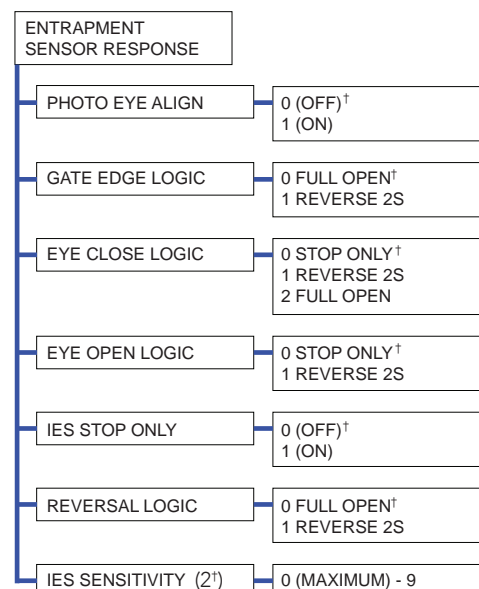 ENTRAPMENT
SENSOR RESPONSE
PHOTO EYE ALIGN
0 (OFF)†
1 (ON)
GATE EDGE LOGIC
0 FULL OPEN†
1 REVERSE 2S
EYE CLOSE LOGIC
0 STOP ONLY†
1 REVERSE 2S
2 FULL OPEN
EYE OPEN LOGIC
0 STOP ONLY†
1 REVERSE 2S
IES STOP ONLY
0 (OFF)†
1 (ON)
REVERSAL LOGIC
0 FULL OPEN†
1 REVERSE 2S
IES SENSITIVITY (2†)
0 (MAXIMUM) - 9